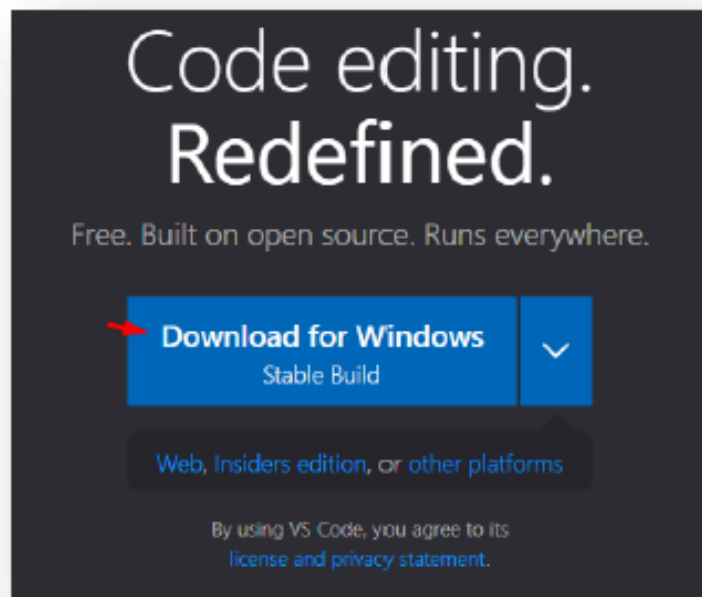 Code editing.
Redefined.
Free. Built on open source. Runs everywhere.
Download for Windows
Stable Build
Web, Insiders edition, or other platforms
By using VS Code, you agree to its
license and privacy statement.